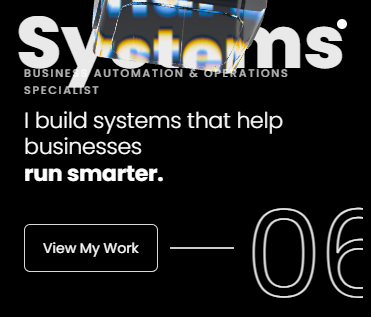 Systems
BUSINESS AUTOMATION & OPERATIONS
SPECIALIST
I build systems that help
businesses
run smarter.
View My Work
06